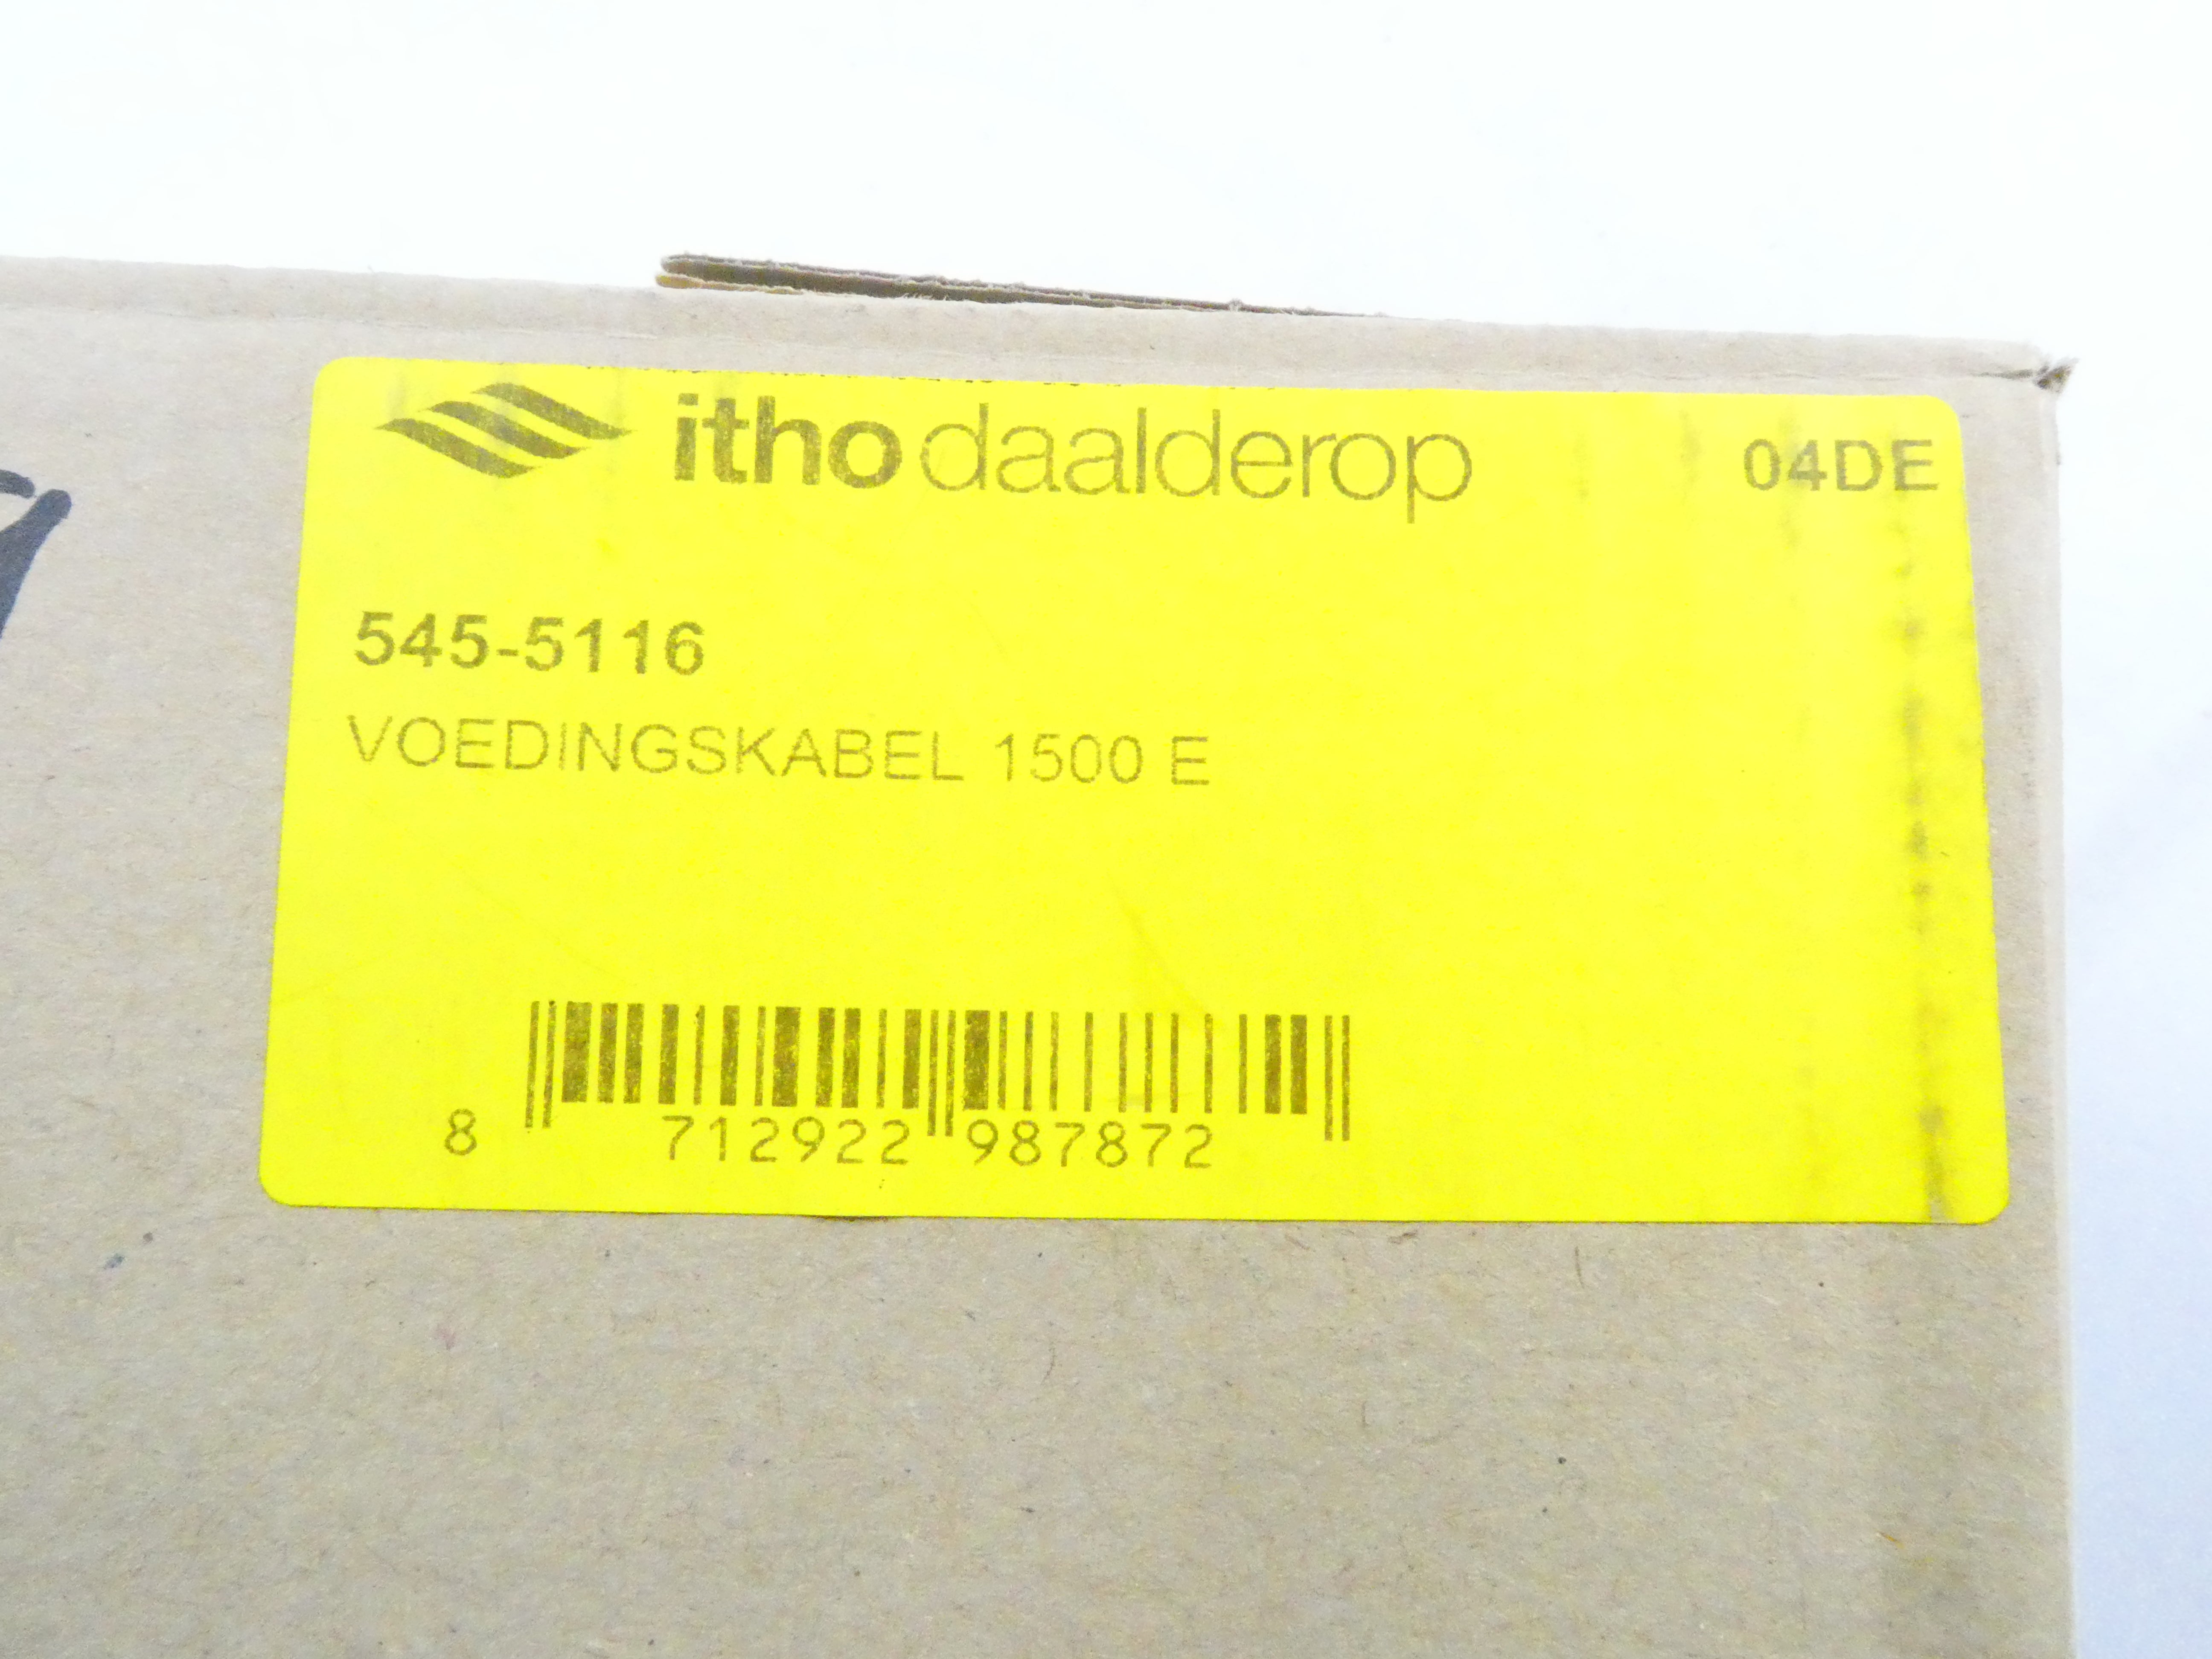 itho daalderop
04DE
545-5116
VOEDINGSKABEL 1500 E
8 712922 987872